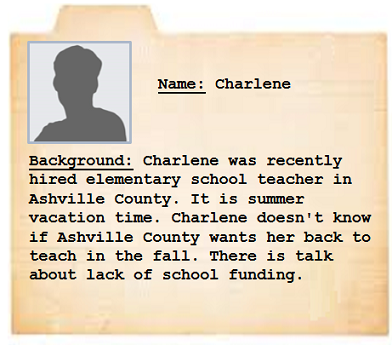 Name: Charlene
Background: Charlene was recently
hired elementary school teacher in
Ashville County. It is summer
vacation time. Charlene doesn't know
if Ashville County wants her back to
teach in the fall. There is talk
about lack of school funding.